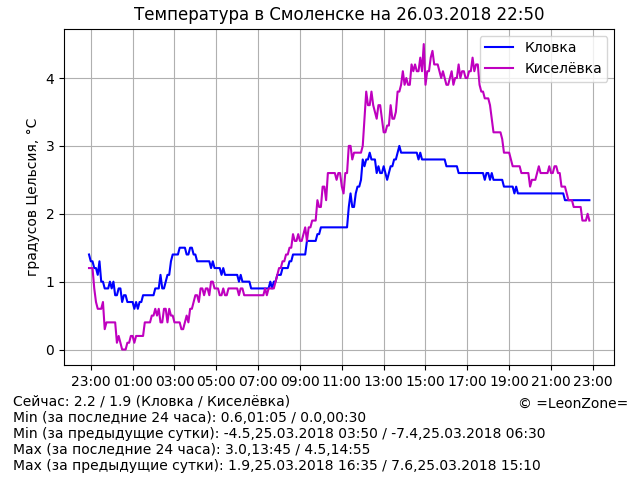 Температура в Смоленске на 26.03.2018 22:50
Кловка
Киселёвка
градусов Цельсия, °C
4
3
2
1
0
23:00 01:00 03:00 05:00 07:00 09:00 11:00 13:00 15:00 17:00 19:00 21:00 23:00
Сейчас: 2.2 / 1.9 (Кловка / Киселёвка)
© =LeonZone=
Min (за последние 24 часа): 0.6,01:05 / 0.0,00:30
Min (за предыдущие сутки): -4.5,25.03.2018 03:50 / -7.4,25.03.2018 06:30
Max (за последние 24 часа): 3.0,13:45 / 4.5,14:55
Max (за предыдущие сутки): 1.9,25.03.2018 16:35 / 7.6,25.03.2018 15:10